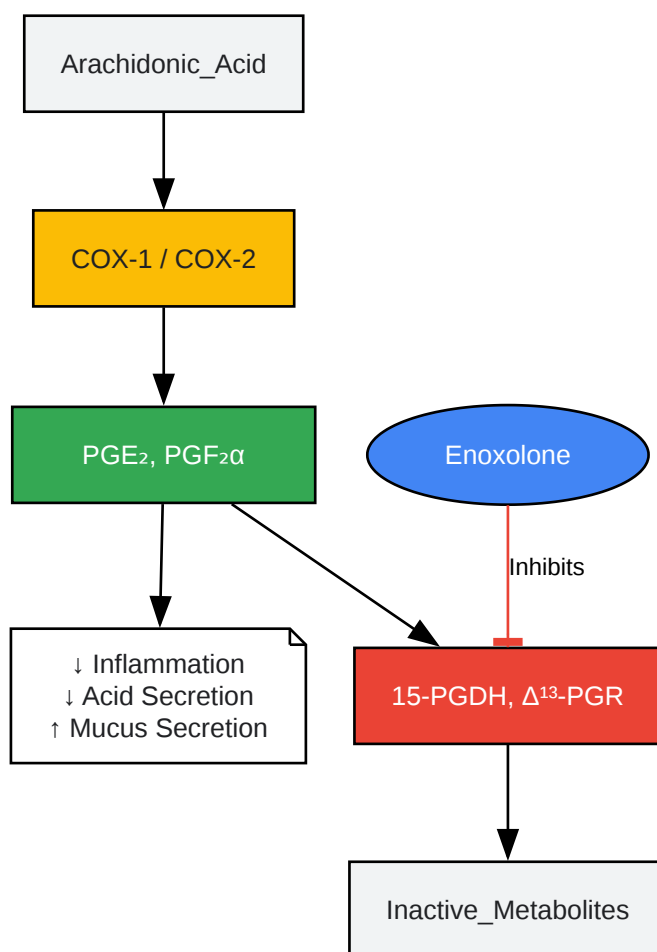 Arachidonic_Acid
COX-1 / COX-2
PGE₂, PGF₂α
Enoxolone
Inhibits
↓ Inflammation
↓ Acid Secretion
↑ Mucus Secretion
15-PGDH, Δ¹³-PGR
Inactive_Metabolites